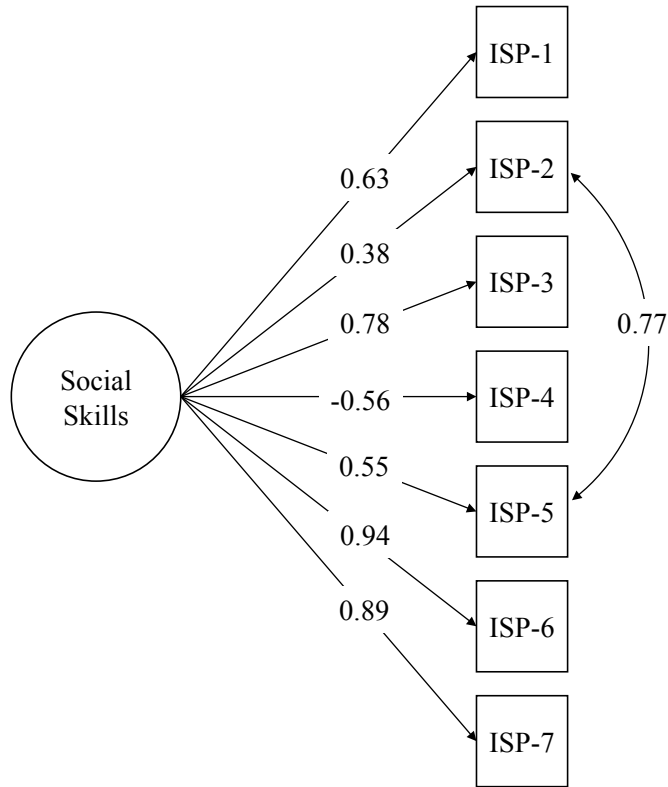 ISP-1
0.63
ISP-2
0.38
ISP-3
0.78
0.77
Social
Skills
-0.56
ISP-4
0.55
ISP-5
0.94
ISP-6
0.89
ISP-7